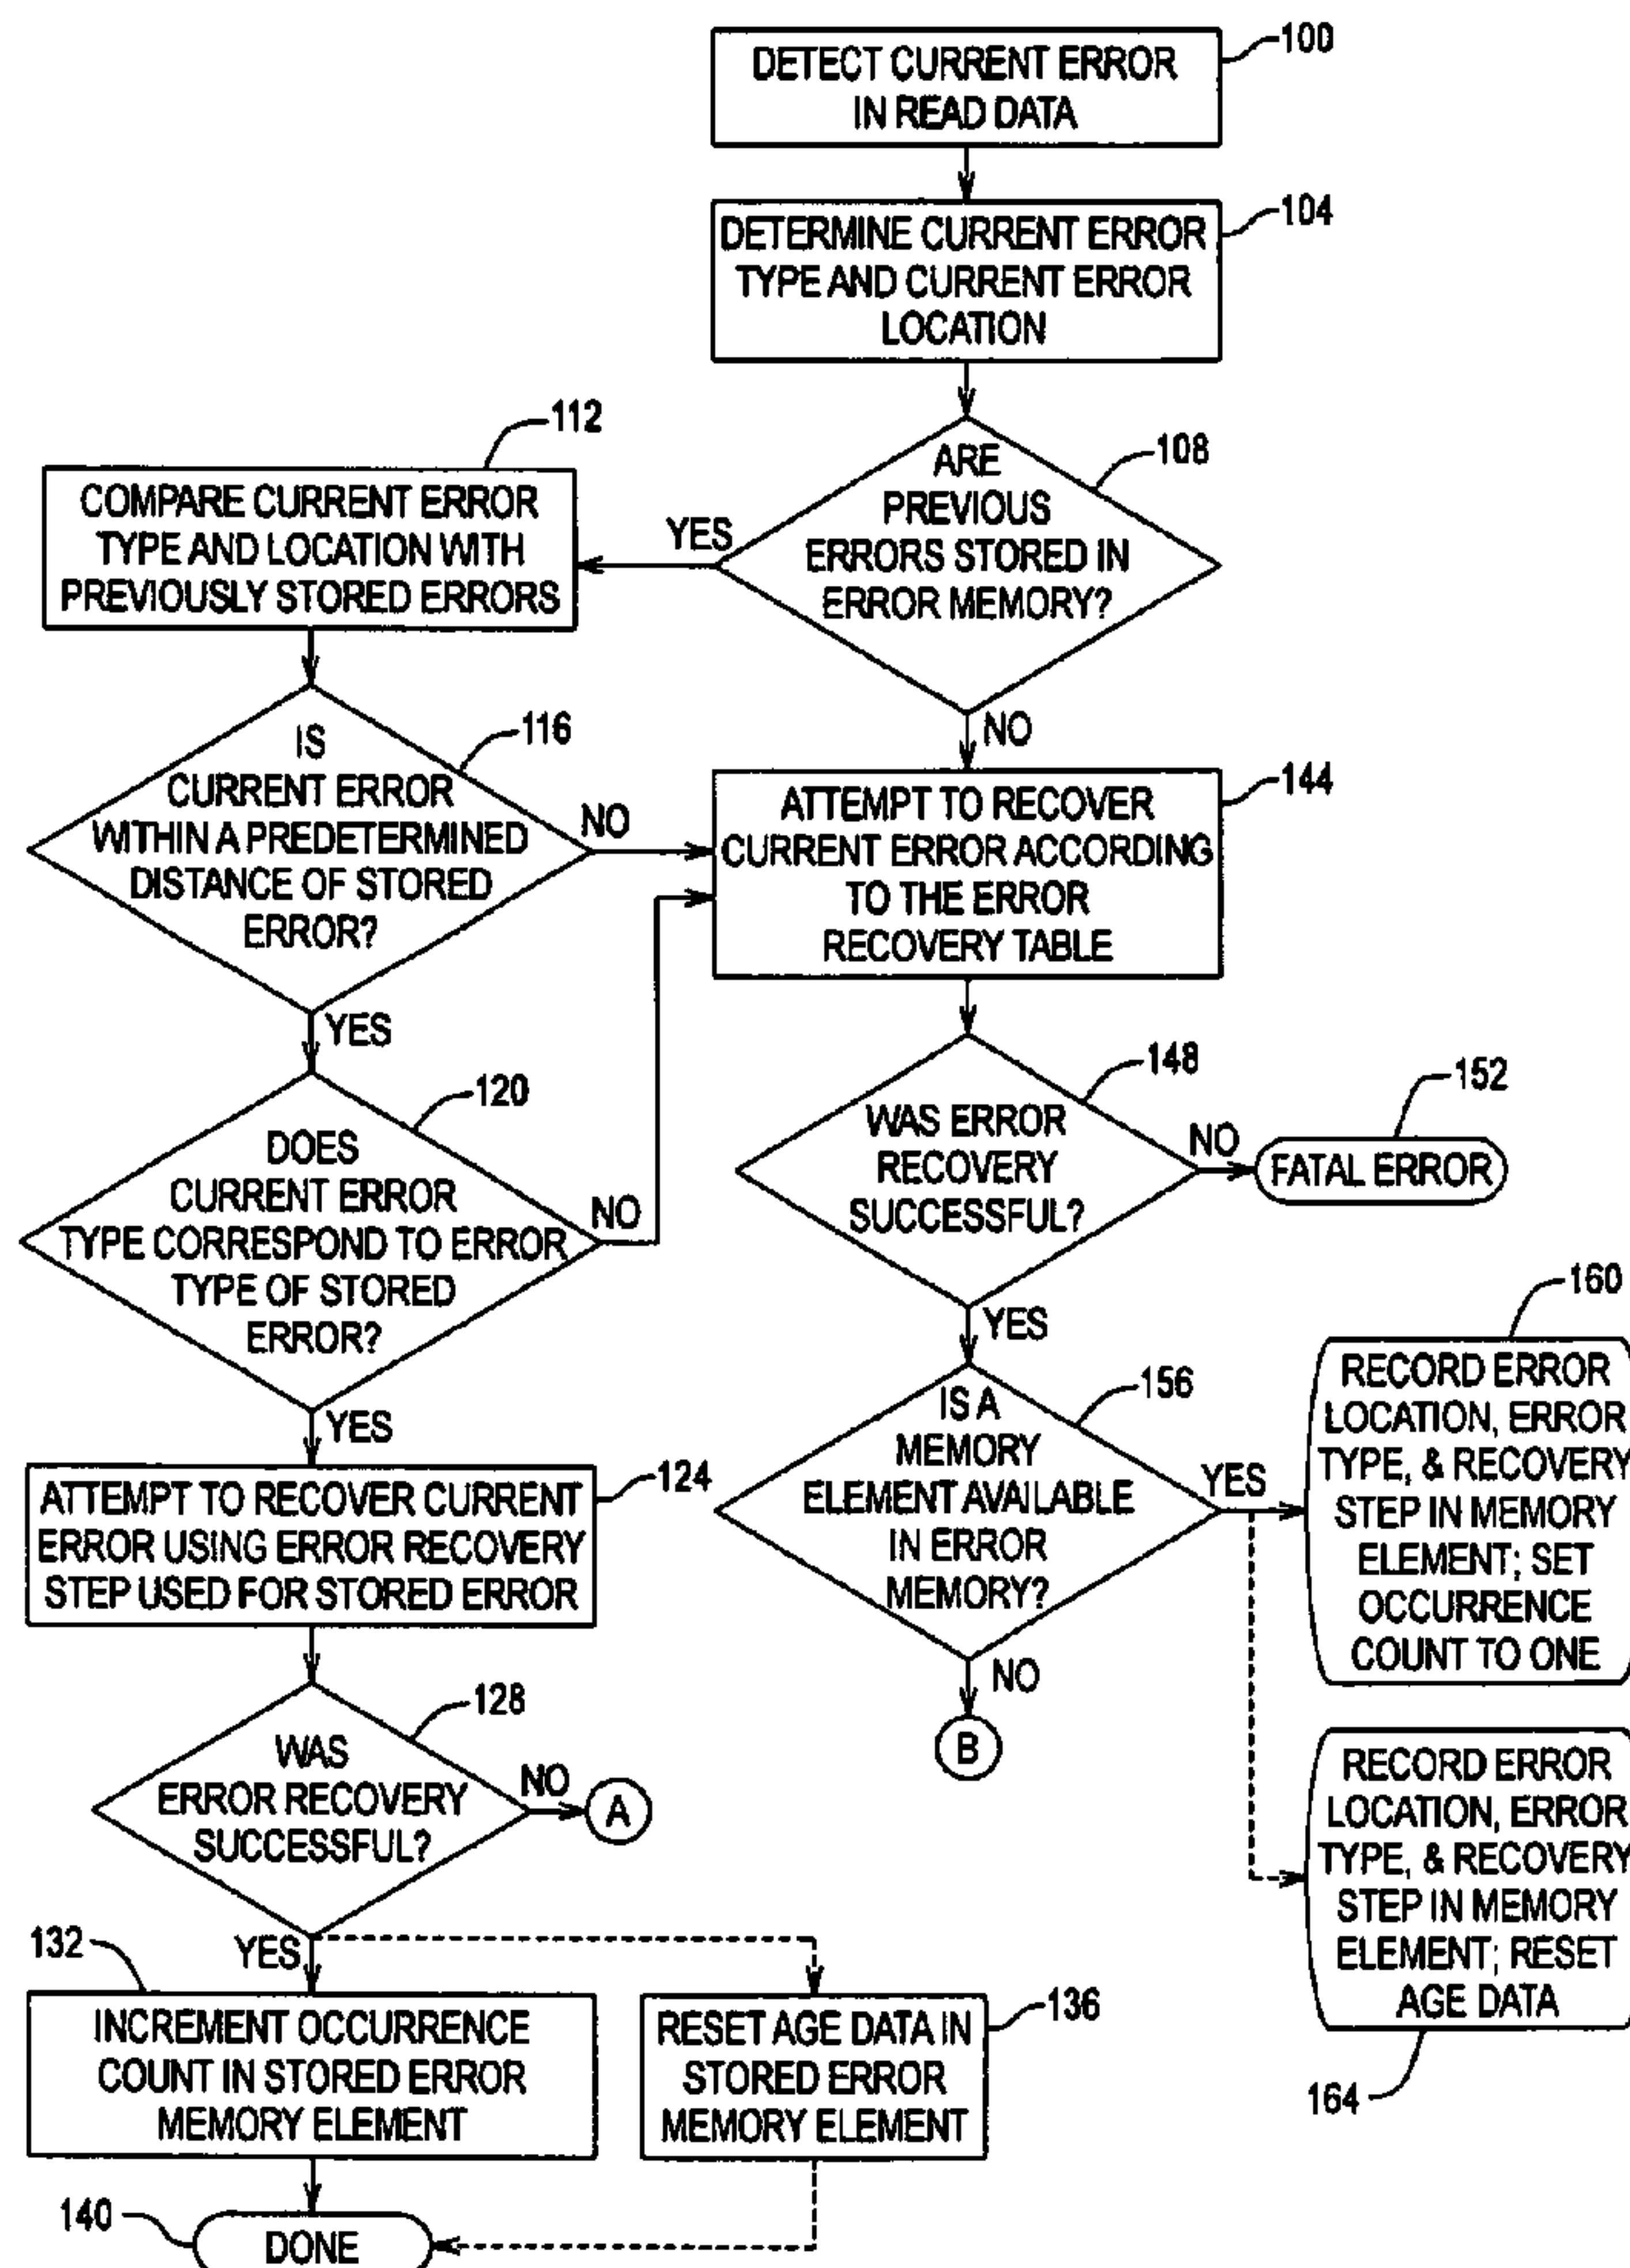 DETECT CURRENT ERROR
IN READ DATA
100
DETERMINE CURRENT ERROR
TYPE AND CURRENT ERROR
LOCATION
104
ARE
PREVIOUS
ERRORS STORED IN
ERROR MEMORY?
108
YES
NO
112
COMPARE CURRENT ERROR
TYPE AND LOCATION WITH
PREVIOUSLY STORED ERRORS
IS
CURRENT ERROR
WITHIN A PREDETERMINED
DISTANCE OF STORED
ERROR?
116
NO
YES
ATTEMPT TO RECOVER
CURRENT ERROR ACCORDING
TO THE ERROR
RECOVERY TABLE
144
DOES
CURRENT ERROR
TYPE CORRESPOND TO ERROR
TYPE OF STORED
ERROR?
120
NO
YES
WAS ERROR
RECOVERY
SUCCESSFUL?
148
NO
YES
152
FATAL ERROR
ATTEMPT TO RECOVER CURRENT
ERROR USING ERROR RECOVERY
STEP USED FOR STORED ERROR
124
IS A
MEMORY
ELEMENT AVAILABLE
IN ERROR
MEMORY?
156
YES
NO
B
160
RECORD ERROR
LOCATION, ERROR
TYPE, & RECOVERY
STEP IN MEMORY
ELEMENT; SET
OCCURRENCE
COUNT TO ONE
WAS
ERROR RECOVERY
SUCCESSFUL?
128
NO
A
YES
RECORD ERROR
LOCATION, ERROR
TYPE, & RECOVERY
STEP IN MEMORY
ELEMENT; RESET
AGE DATA
164
132
INCREMENT OCCURRENCE
COUNT IN STORED ERROR
MEMORY ELEMENT
RESET AGE DATA IN
STORED ERROR
MEMORY ELEMENT
136
140
DONE